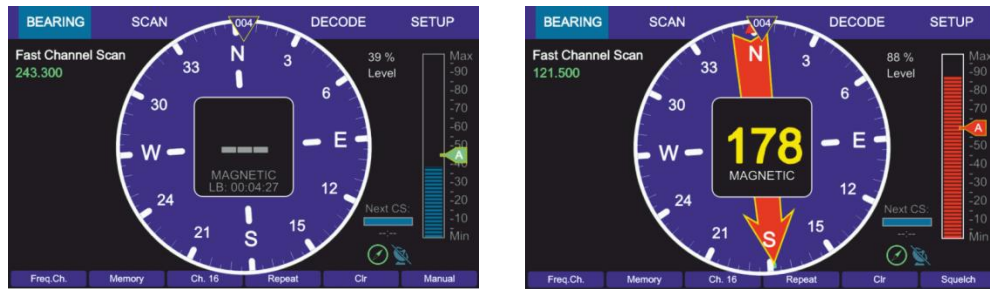 BEARING SCAN 004 DECODE SETUP
Fast Channel Scan
243.300
39 %
Level
N
33 3
30 6
W E
24 12
21 15
S
---
MAGNETIC
LB: 00:04:27
Max
-90
-80
-70
-60
-50
-40
-30
-20
-10
Min
A
Next CS:
--:--
Freq.Ch. Memory Ch. 16 Repeat Clr Manual
BEARING SCAN 004 DECODE SETUP
Fast Channel Scan
121.500
88 %
Level
N
33 3
30 6
W E
24 12
21 15
S
178
MAGNETIC
Max
-90
-80
-70
A
-50
-40
-30
-20
-10
Min
Next CS:
--:--
Freq.Ch. Memory Ch. 16 Repeat Clr Squelch